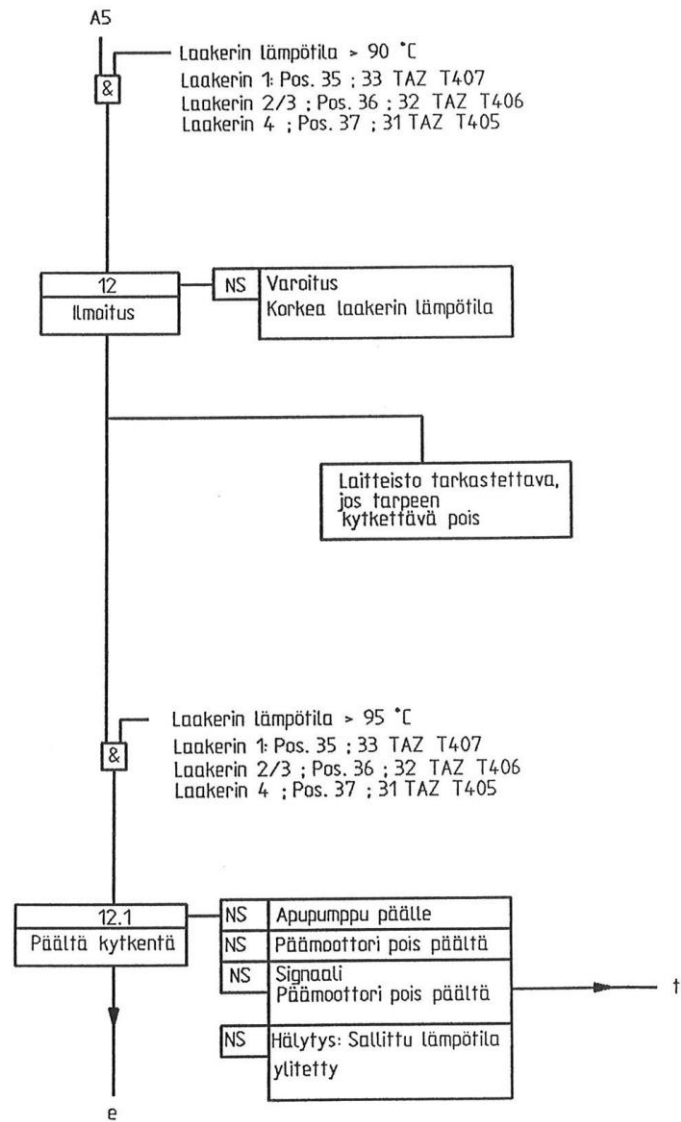 A5
& Laakerin lämpötila > 90 °C
Laakerin 1: Pos. 35 ; 33 TAZ T407
Laakerin 2/3 ; Pos. 36 ; 32 TAZ T406
Laakerin 4 ; Pos. 37 ; 31 TAZ T405
12
Ilmoitus
NS Varoitus
Korkea laakerin lämpötila
Laitteisto tarkastettava,
jos tarpeen
kytkettävä pois
& Laakerin lämpötila > 95 °C
Laakerin 1: Pos. 35 ; 33 TAZ T407
Laakerin 2/3 ; Pos. 36 ; 32 TAZ T406
Laakerin 4 ; Pos. 37 ; 31 TAZ T405
12.1
Päältä kytkentä
NS Apupumppu päälle
NS Päämoottori pois päältä
NS Signaali
Päämoottori pois päältä
t
NS Hälytys: Sallittu lämpötila
ylitetty
e